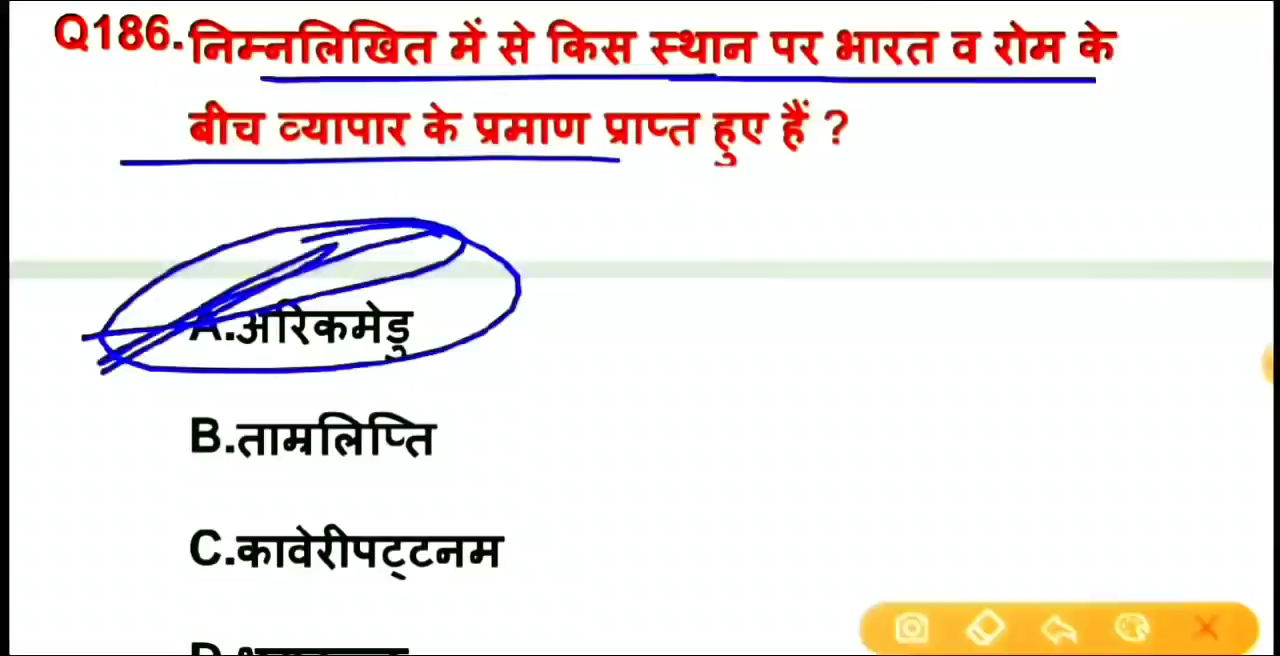 Q186. निम्नलिखित में से किस स्थान पर भारत व रोम के
बीच व्यापार के प्रमाण प्राप्त हुए हैं ?
A.अरिकमेडु
B.ताम्रलिप्ति
C.कावेरीपट्टनम